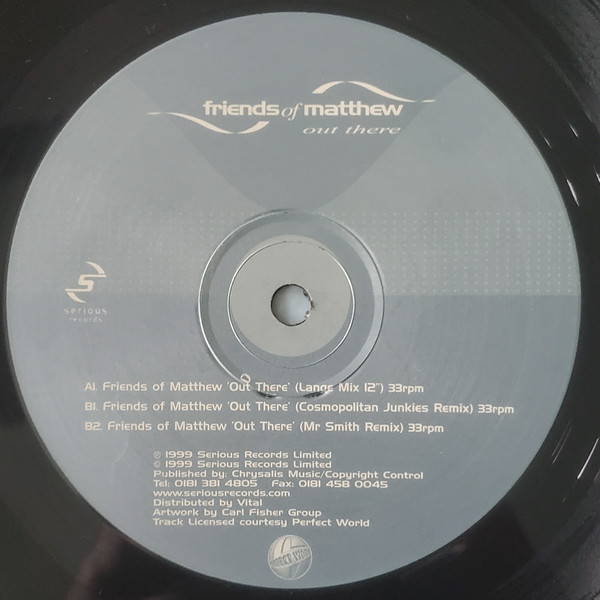 friends of matthew
out there
serious
records
A1. Friends of Matthew 'Out There' (Lange Mix 12") 33rpm
B1. Friends of Matthew 'Out There' (Cosmopolitan Junkies Remix) 33rpm
B2. Friends of Matthew 'Out There' (Mr Smith Remix) 33rpm
℗ 1999 Serious Records Limited
© 1999 Serious Records Limited
Published by: Chrysalis Music/Copyright Control
Tel: 0181 381 4805 Fax: 0181 458 0045
www.seriousrecords.com
Distributed by Vital
Artwork by Carl Fisher Group
Track Licensed courtesy Perfect World